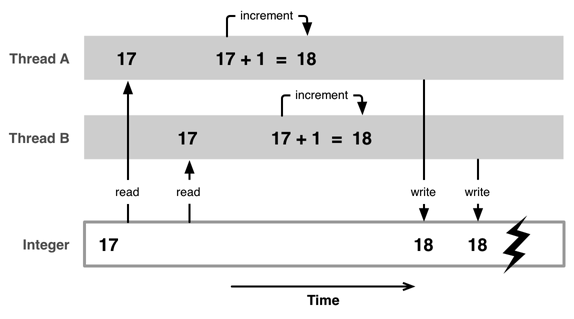 increment
Thread A
17
17 + 1 = 18
increment
Thread B
17
17 + 1 = 18
read
read
write
write
Integer
17
18
18
Time